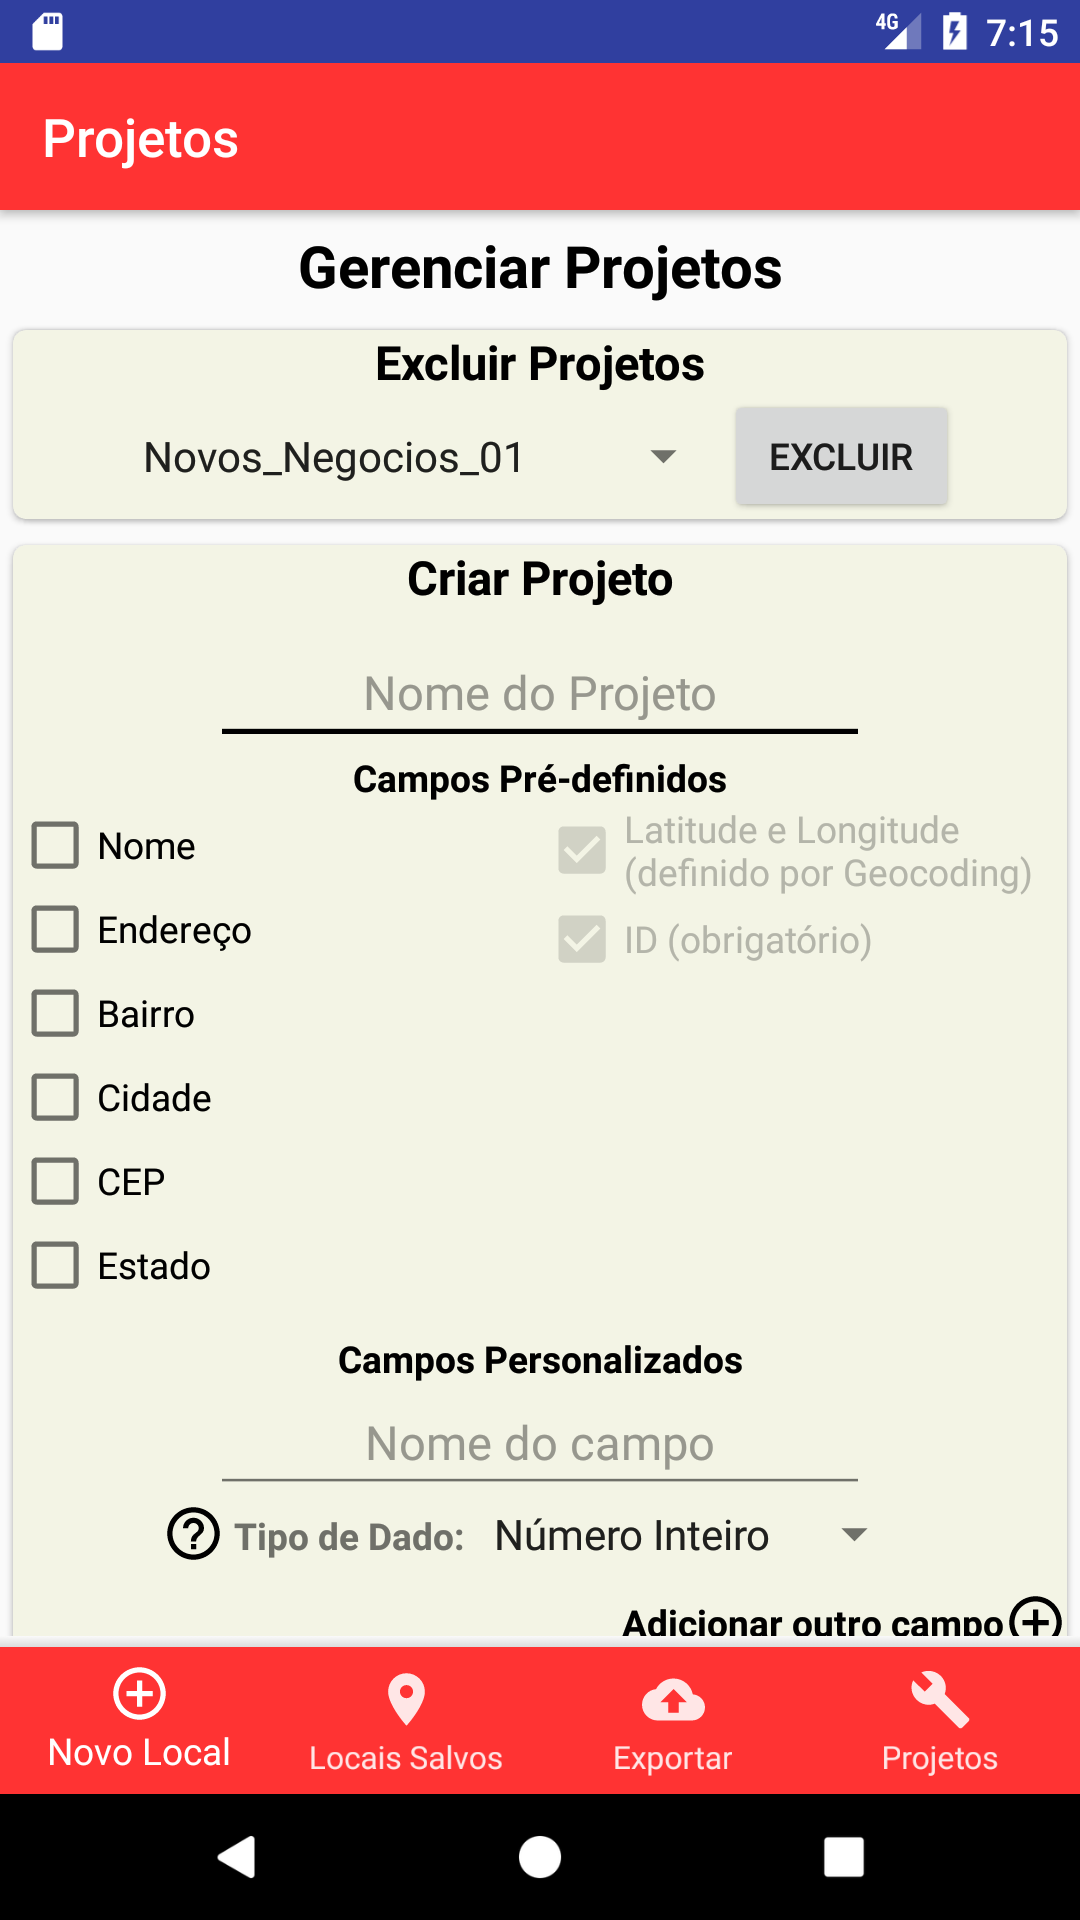 4G 7:15
Projetos
Gerenciar Projetos
Excluir Projetos
Novos_Negocios_01
EXCLUIR
Criar Projeto
Nome do Projeto
Campos Pré-definidos
Nome
Endereço
Bairro
Cidade
CEP
Estado
Latitude e Longitude
(definido por Geocoding)
ID (obrigatório)
Campos Personalizados
Nome do campo
? Tipo de Dado: Número Inteiro
Adicionar outro campo
Novo Local
Locais Salvos
Exportar
Projetos